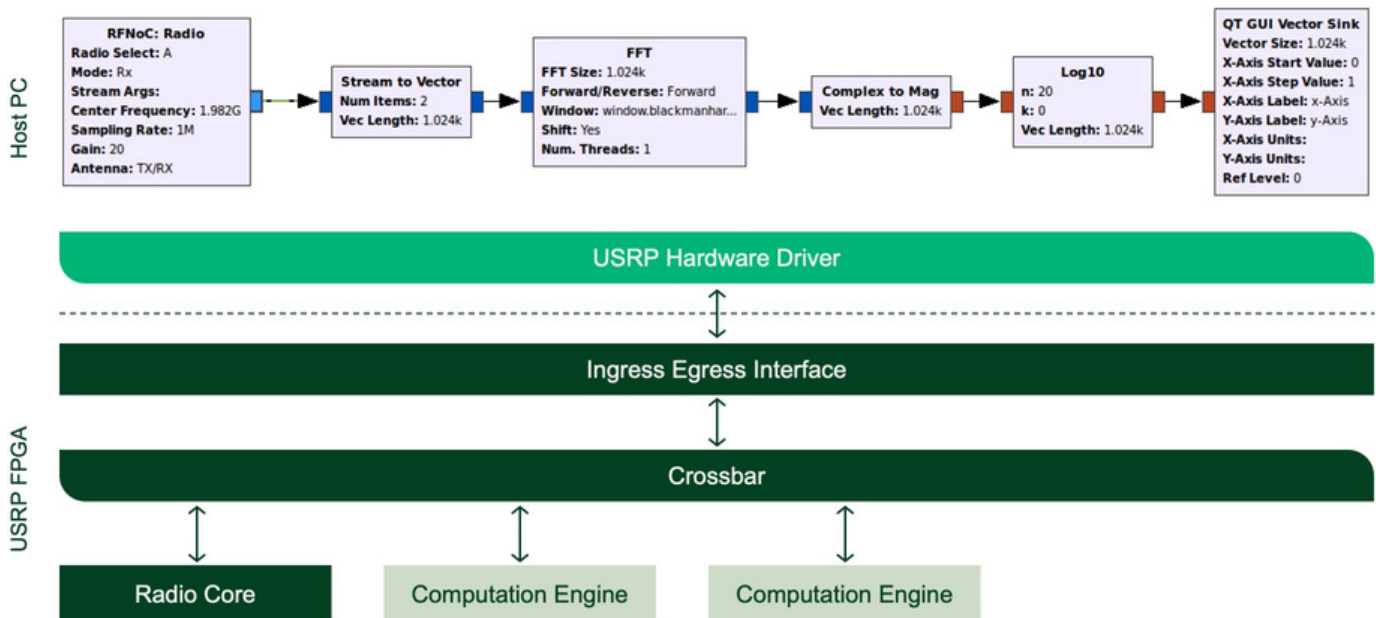 Host PC
RFNoC: Radio
Radio Select: A
Mode: Rx
Stream Args:
Center Frequency: 1.982G
Sampling Rate: 1M
Gain: 20
Antenna: TX/RX
Stream to Vector
Num Items: 2
Vec Length: 1.024k
FFT
FFT Size: 1.024k
Forward/Reverse: Forward
Window: window.blackmanhar...
Shift: Yes
Num. Threads: 1
Complex to Mag
Vec Length: 1.024k
Log10
n: 20
k: 0
Vec Length: 1.024k
QT GUI Vector Sink
Vector Size: 1.024k
X-Axis Start Value: 0
X-Axis Step Value: 1
X-Axis Label: x-Axis
Y-Axis Label: y-Axis
X-Axis Units:
Y-Axis Units:
Ref Level: 0
USRP Hardware Driver
USRP FPGA
Ingress Egress Interface
Crossbar
Radio Core
Computation Engine
Computation Engine